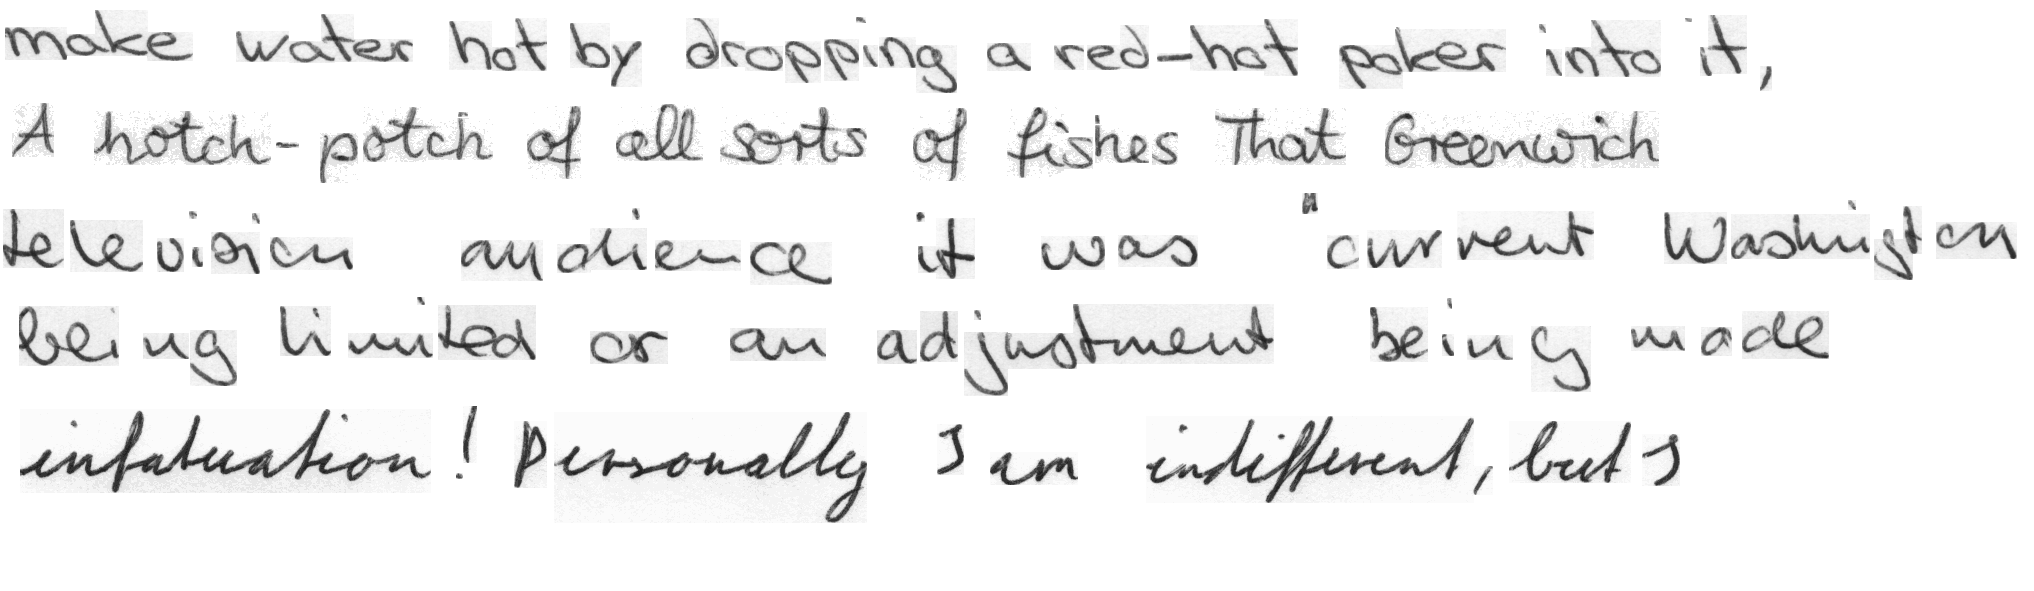 make water hot by dropping a red-hot poker into it,
A hotch-potch of all sorts of fishes That Greenwich
television audience it was "current Washington
being limited or an adjustment being made
infatuation! Personally I am indifferent, but I